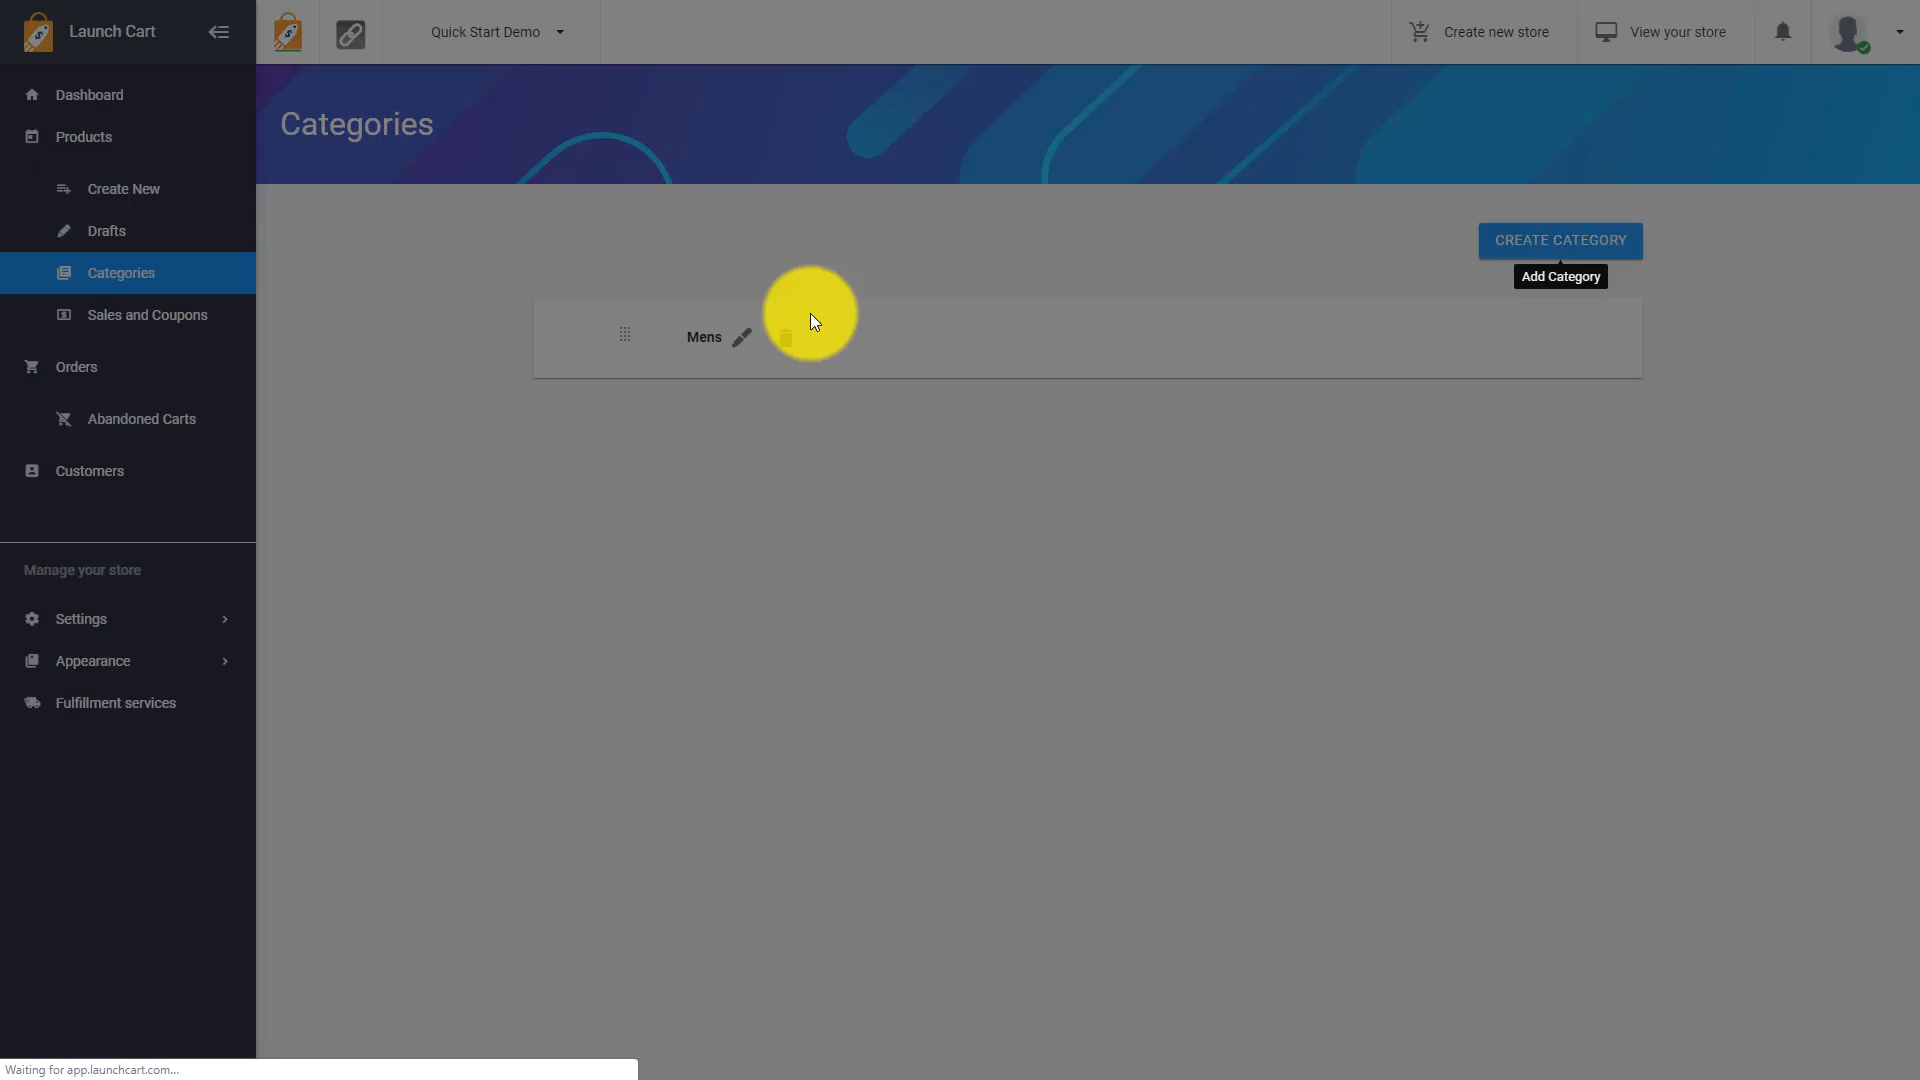 Launch Cart
Quick Start Demo
Create new store
View your store
Dashboard
Products
Create New
Drafts
Categories
Sales and Coupons
Orders
Abandoned Carts
Customers
Manage your store
Settings
Appearance
Fulfillment services
Categories
CREATE CATEGORY
Add Category
Mens
Waiting for app.launchcart.com...